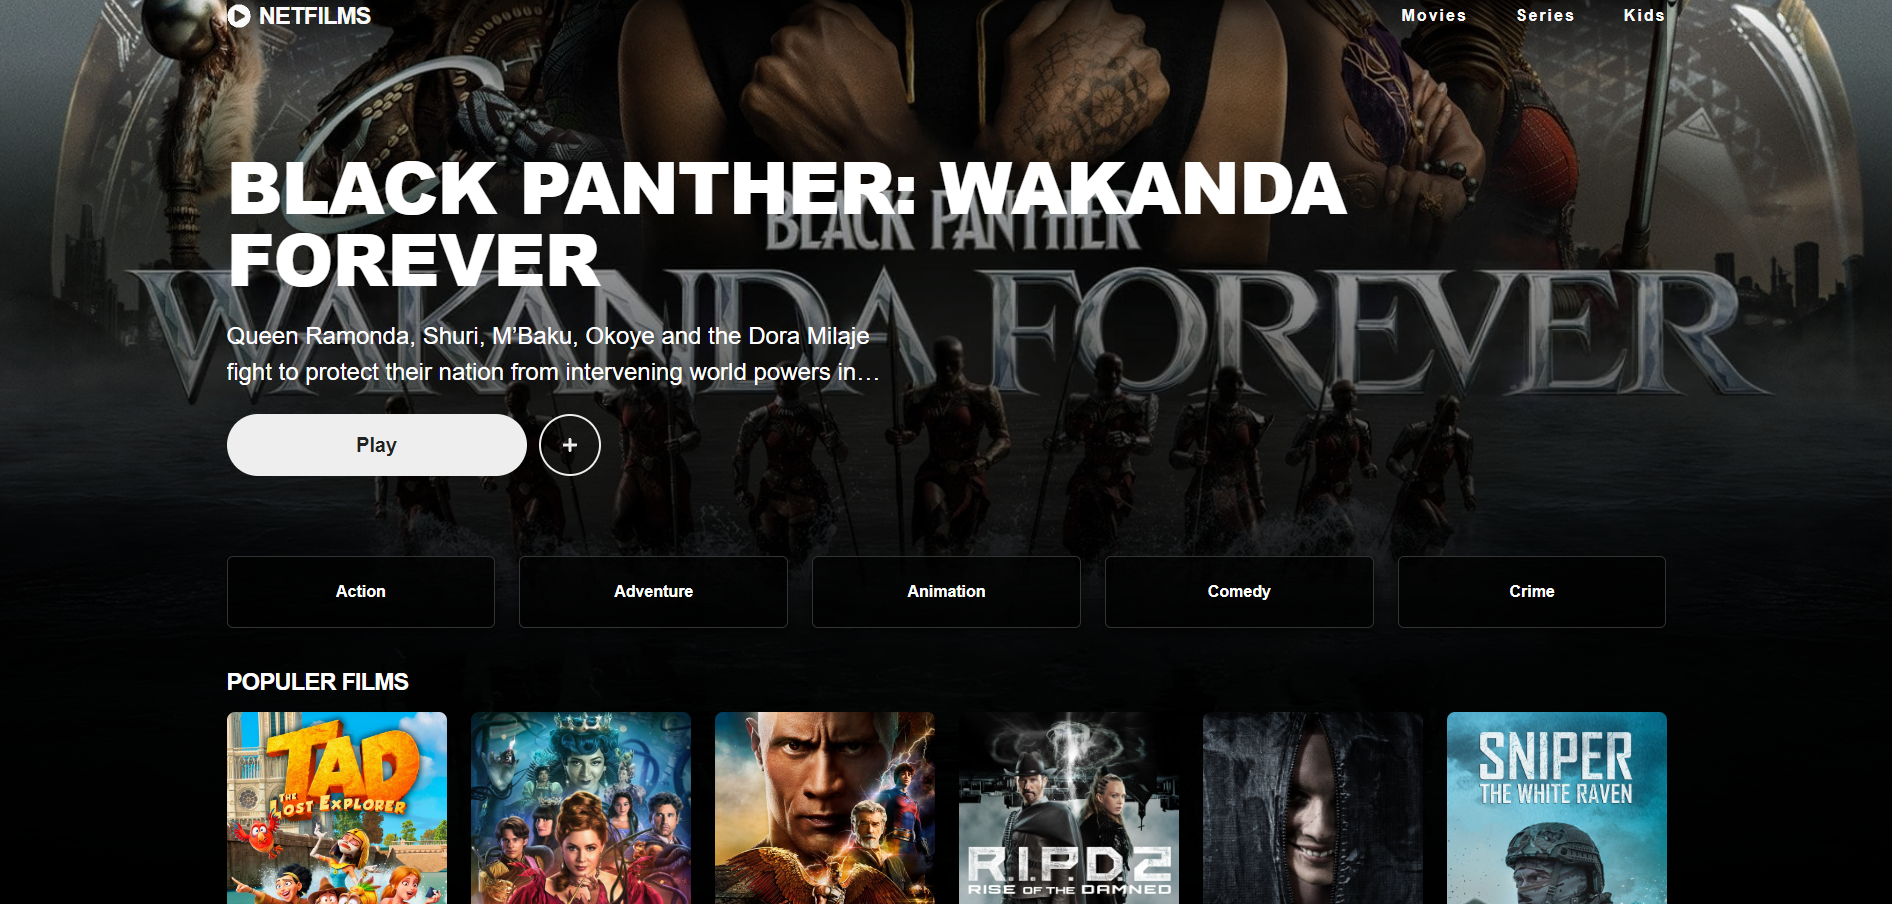 NETFILMS
Movies Series Kids
BLACK PANTHER: WAKANDA
FOREVER
BLACK PANTHER
WAKANDA FOREVER
Queen Ramonda, Shuri, M’Baku, Okoye and the Dora Milaje
fight to protect their nation from intervening world powers in…
Play +
Action Adventure Animation Comedy Crime
POPULER FILMS
TAD
THE
LOST EXPLORER
R.I.P.D.2
RISE OF THE DAMNED
SNIPER
THE WHITE RAVEN